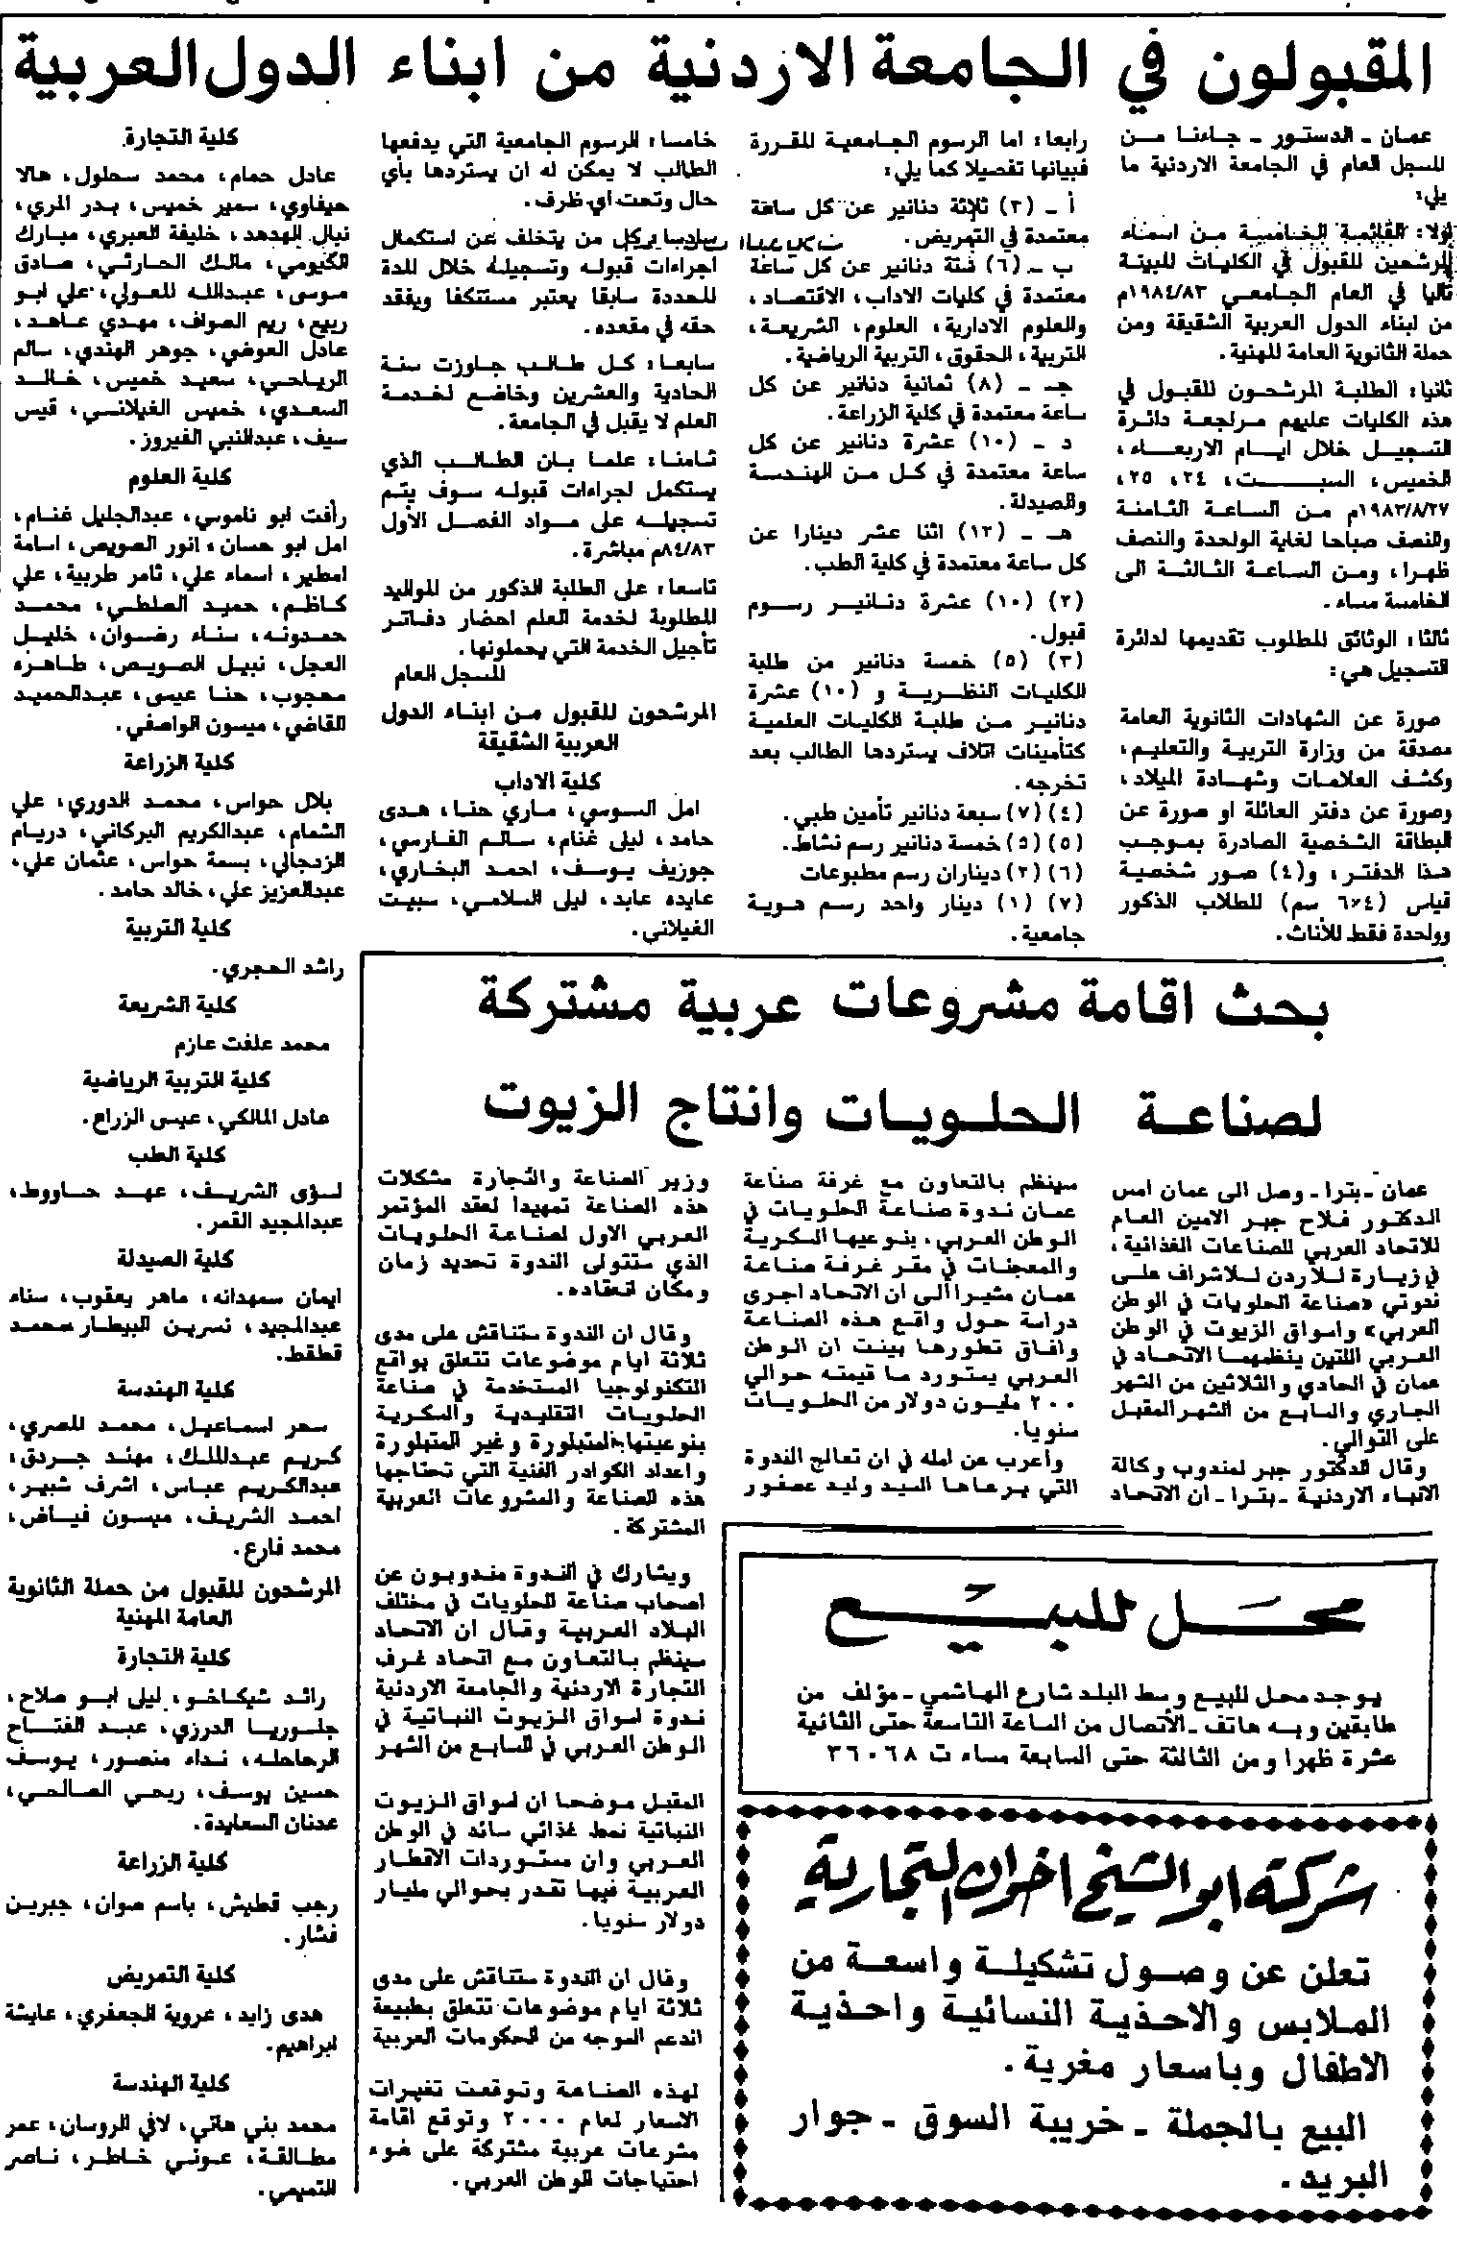 المقبولون في الجامعة الاردنية من ابناء الدول العربية
عمان ـ الدستور ـ جاءنا من
المسجل العام في الجامعة الاردنية ما
يلي:
اولا: القائمة الخامسة من اسماء
المرشحين للقبول في الكليات المبينة
تاليا في العام الجامعي ١٩٨٤/٨٣م
من ابناء الدول العربية الشقيقة ومن
حملة الثانوية العامة المهنية.
ثانيا: الطلبة المرشحون للقبول في
هذه الكليات عليهم مراجعة دائرة
التسجيل خلال ايام الاربعاء،
الخميس، السبت، ٢٤، ٢٥،
١٩٨٣/٨/٢٧م من الساعة الثامنة
والنصف صباحا لغاية الواحدة والنصف
ظهرا، ومن الساعة الثالثة الى
الخامسة مساء.
ثالثا: الوثائق المطلوب تقديمها لدائرة
التسجيل هي:
صورة عن الشهادات الثانوية العامة
مصدقة من وزارة التربية والتعليم،
وكشف العلامات وشهادة الميلاد،
وصورة عن دفتر العائلة او صورة عن
البطاقة الشخصية الصادرة بموجب
هذا الدفتر، و(٤) صور شخصية
قياس (٤×٦ سم) للطلاب الذكور
وواحدة فقط للأناث.
رابعا: اما الرسوم الجامعية المقررة
فبيانها تفصيلا كما يلي:
أ ـ (٣) ثلاثة دنانير عن كل ساعة
معتمدة في التمريض.
ب ـ (٦) ستة دنانير عن كل ساعة
معتمدة في كليات الاداب، الاقتصاد،
والعلوم الادارية، العلوم، الشريعة،
التربية، الحقوق، التربية الرياضية.
جـ ـ (٨) ثمانية دنانير عن كل
ساعة معتمدة في كلية الزراعة.
د ـ (١٠) عشرة دنانير عن كل
ساعة معتمدة في كل من الهندسة
والصيدلة.
هـ ـ (١٢) اثنا عشر دينارا عن
كل ساعة معتمدة في كلية الطب.
(٢) (١٠) عشرة دنانير رسوم
قبول.
(٣) (٥) خمسة دنانير من طلبة
الكليات النظرية و (١٠) عشرة
دنانير من طلبة الكليات العلمية
كتأمينات اتلاف يستردها الطالب بعد
تخرجه.
(٤) (٧) سبعة دنانير تأمين طبي.
(٥) (٥) خمسة دنانير رسم نشاط.
(٦) (٢) ديناران رسم مطبوعات
(٧) (١) دينار واحد رسم هوية
جامعية.
خامسا: الرسوم الجامعية التي يدفعها
الطالب لا يمكن له ان يستردها بأي
حال وتحت أي ظرف.
سادسا: كل من يتخلف عن استكمال
اجراءات قبوله وتسجيله خلال المدة
المحددة سابقا يعتبر مستنكفا ويفقد
حقه في مقعده.
سابعا: كل طالب جاوزت سنة
الحادية والعشرين وخاضع لخدمة
العلم لا يقبل في الجامعة.
ثامنا: علما بان الطالب الذي
يستكمل اجراءات قبوله سوف يتم
تسجيله على مواد الفصل الأول
٨٤/٨٣م مباشرة.
تاسعا: على الطلبة الذكور من المواليد
المطلوبة لخدمة العلم احضار دفاتر
تأجيل الخدمة التي يحملونها.
المسجل العام
المرشحون للقبول من ابناء الدول
العربية الشقيقة
كلية الاداب
امل السوسي، ماري حنا، هدى
حامد، ليلى غنام، سالم الفارسي،
جوزيف يوسف، احمد البخاري،
عايده عابد، ليلى السلامي، سبيت
الغيلاني.
كلية التجارة
عادل حمام، محمد سحلول، هالا
حيفاوي، سمير خميس، بدر المري،
نبال الهدهد، خليفة العبري، مبارك
الكيومي، مالك الحارثي، صادق
موسى، عبدالله المعولي، علي ابو
ربيع، ريم الصواف، مهدي عاهد،
عادل العوضي، جوهر الهندي، سالم
الرياحي، سعيد خميس، خالد
السعدي، خميس الغيلاني، قيس
سيف، عبدالنبي الفيروز.
كلية العلوم
رأفت ابو ناموسي، عبدالجليل غنام،
امل ابو حسان، انور الصويص، اسامة
امطير، اسماء علي، ثامر طربية، علي
كاظم، حميد الصلطي، محمد
حمدونه، سناء رضوان، خليل
العجل، نبيل الصويص، طاهره
محجوب، حنا عيسى، عبدالحميد
القاضي، ميسون الواصفي.
كلية الزراعة
بلال حواس، محمد الدوري، علي
الشمام، عبدالكريم البركاني، دريام
الزدجالي، بسمة حواس، عثمان علي،
عبدالعزيز علي، خالد حامد.
كلية التربية
راشد الحجري.
كلية الشريعة
محمد علفت عازم
كلية التربية الرياضية
عادل المالكي، عيسى الزراع.
كلية الطب
لؤي الشريف، عهد حاووط،
عبدالمجيد القمر.
كلية الصيدلة
ايمان سمهدانه، ماهر يعقوب، سناء
عبدالمجيد، نسرين البيطار محمد
قطقط.
كلية الهندسة
سحر اسماعيل، محمد المصري،
كريم عبدالملك، مهند جردق،
عبدالكريم عباس، اشرف شبير،
احمد الشريف، ميسون فياض،
محمد فارع.
المرشحون للقبول من حملة الثانوية
العامة المهنية
كلية التجارة
رائد شيكاخو، ليلى ابو صلاح،
جلوريا الدرزي، عبد الفتاح
الرحاحله، نداء منصور، يوسف
حسين يوسف، ريحي الصالحي،
عدنان السعايدة.
كلية الزراعة
رجب قطيش، باسم صوان، جبرين
فشار.
كلية التمريض
هدى زايد، عروبة الجعفري، عايشة
ابراهيم.
كلية الهندسة
محمد بني هاني، لافي الروسان، عمر
مطالقة، عوني خاطر، ناصر
التميمي.
بحث اقامة مشروعات عربية مشتركة
لصناعة الحلويات وانتاج الزيوت
عمان ـ بترا ـ وصل الى عمان امس
الدكتور فلاح جبر الامين العام
للاتحاد العربي للصناعات الغذائية،
في زيارة للأردن للاشراف على
ندوتي «صناعة الحلويات في الوطن
العربي» واسواق الزيوت في الوطن
العربي اللتين ينظمهما الاتحاد في
عمان في الحادي والثلاثين من الشهر
الجاري والسابع من الشهر المقبل
على التوالي.
وقال الدكتور جبر لمندوب وكالة
الانباء الاردنية ـ بترا ـ ان الاتحاد
سينظم بالتعاون مع غرفة صناعة
عمان ندوة صناعة الحلويات في
الوطن العربي، بنوعيها السكرية
والمعجنات في مقر غرفة صناعة
عمان مشيرا الى ان الاتحاد اجرى
دراسة حول واقع هذه الصناعة
وافاق تطورها بينت ان الوطن
العربي يستورد ما قيمته حوالي
٢٠٠ مليون دولار من الحلويات
سنويا.
وأعرب عن امله في ان تعالج الندوة
التي يرعاها السيد وليد عصفور
وزير الصناعة والتجارة مشكلات
هذه الصناعة تمهيدا لعقد المؤتمر
العربي الاول لصناعة الحلويات
الذي ستتولى الندوة تحديد زمان
ومكان انعقاده.
وقال ان الندوة ستناقش على مدى
ثلاثة ايام موضوعات تتعلق بواقع
التكنولوجيا المستخدمة في صناعة
الحلويات التقليدية والسكرية
بنوعيتها المتبلورة وغير المتبلورة
واعداد الكوادر الفنية التي تحتاجها
هذه الصناعة والمشروعات العربية
المشتركة.
ويشارك في الندوة مندوبون عن
اصحاب صناعة الحلويات في مختلف
البلاد العربية وقال ان الاتحاد
سينظم بالتعاون مع اتحاد غرف
التجارة الاردنية والجامعة الاردنية
ندوة اسواق الزيوت النباتية في
الوطن العربي في السابع من الشهر
المقبل موضحا ان اسواق الزيوت
النباتية نمط غذائي سائد في الوطن
العربي وان مستوردات الاقطار
العربية فيها تقدر بحوالي مليار
دولار سنويا.
وقال ان الندوة ستناقش على مدى
ثلاثة ايام موضوعات تتعلق بطبيعة
الدعم الموجه من الحكومات العربية
لهذه الصناعة وتوقعت تغيرات
الاسعار لعام ٢٠٠٠ وتوقع اقامة
مشرعات عربية مشتركة على ضوء
احتياجات الوطن العربي.
محل للبيع
يوجد محل للبيع وسط البلد شارع الهاشمي ـ مؤلف من
طابقين وبه هاتف ـ الأتصال من الساعة التاسعة حتى الثانية
عشرة ظهرا ومن الثالثة حتى السابعة مساء ت ٣٦٠٦٨
شركة ابو الشيخ اخوان التجارية
تعلن عن وصول تشكيلة واسعة من
الملابس والاحذية النسائية واحذية
الاطفال وباسعار مغرية.
البيع بالجملة ـ خريبة السوق ـ جوار
البريد.